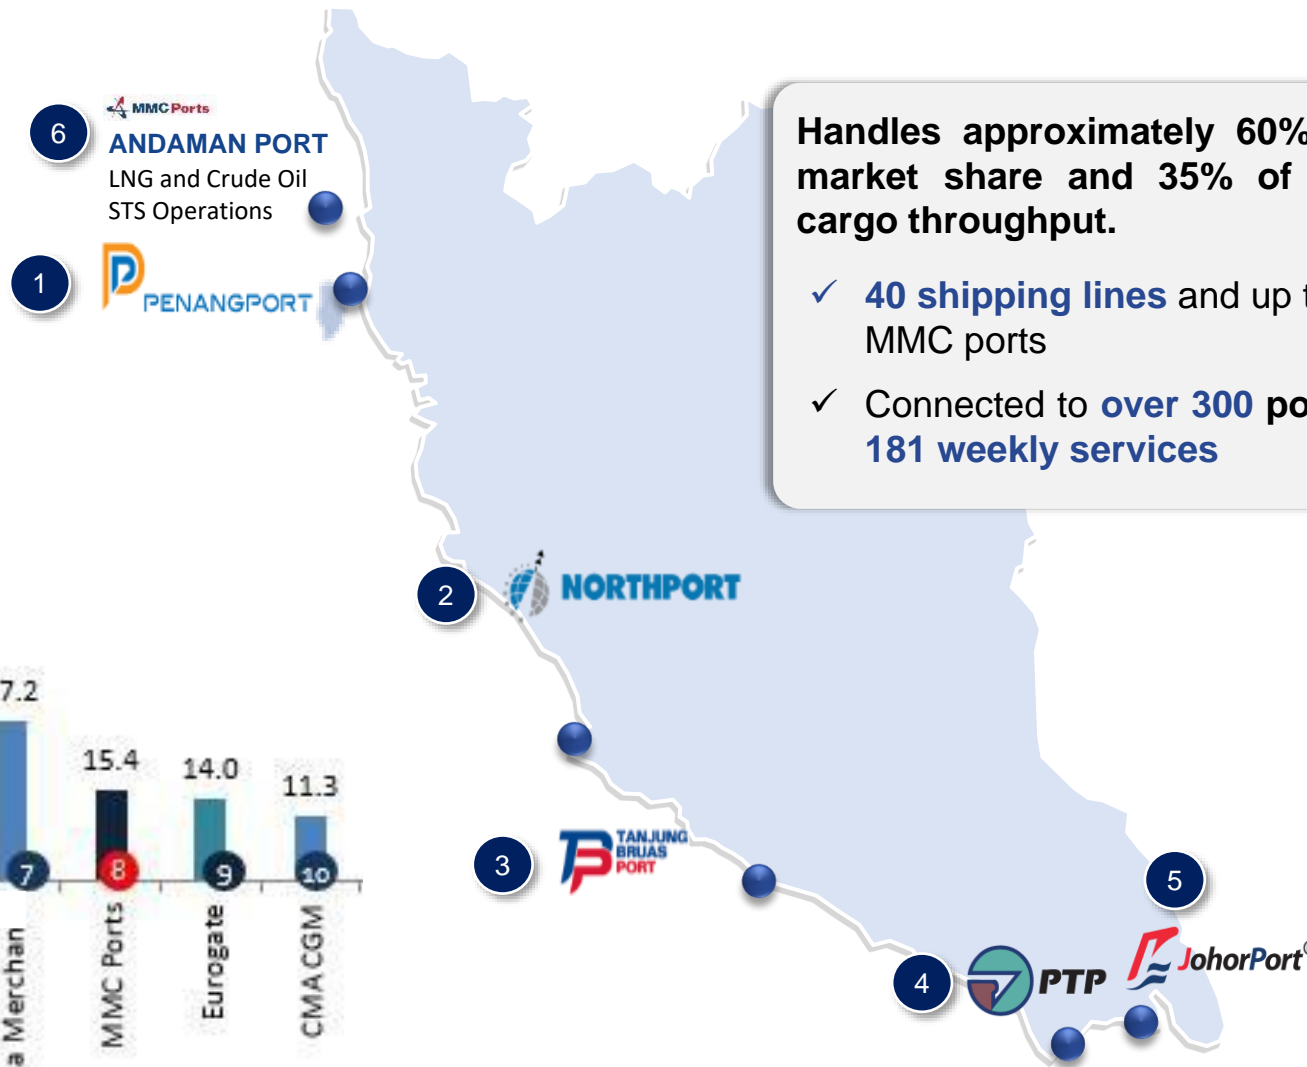 MMC Ports
6
ANDAMAN PORT
LNG and Crude Oil
STS Operations
1
PENANGPORT
Handles approximately 60%
market share and 35% of
cargo throughput.
✓ 40 shipping lines and up
MMC ports
✓ Connected to over 300
181 weekly services
2
NORTHPORT
3
TANJUNG
BRUAS
PORT
4
PTP
5
JohorPort
7.2
15.4
14.0
11.3
7
8
9
10
a Merchan
MMC Ports
Eurogate
CMA CGM